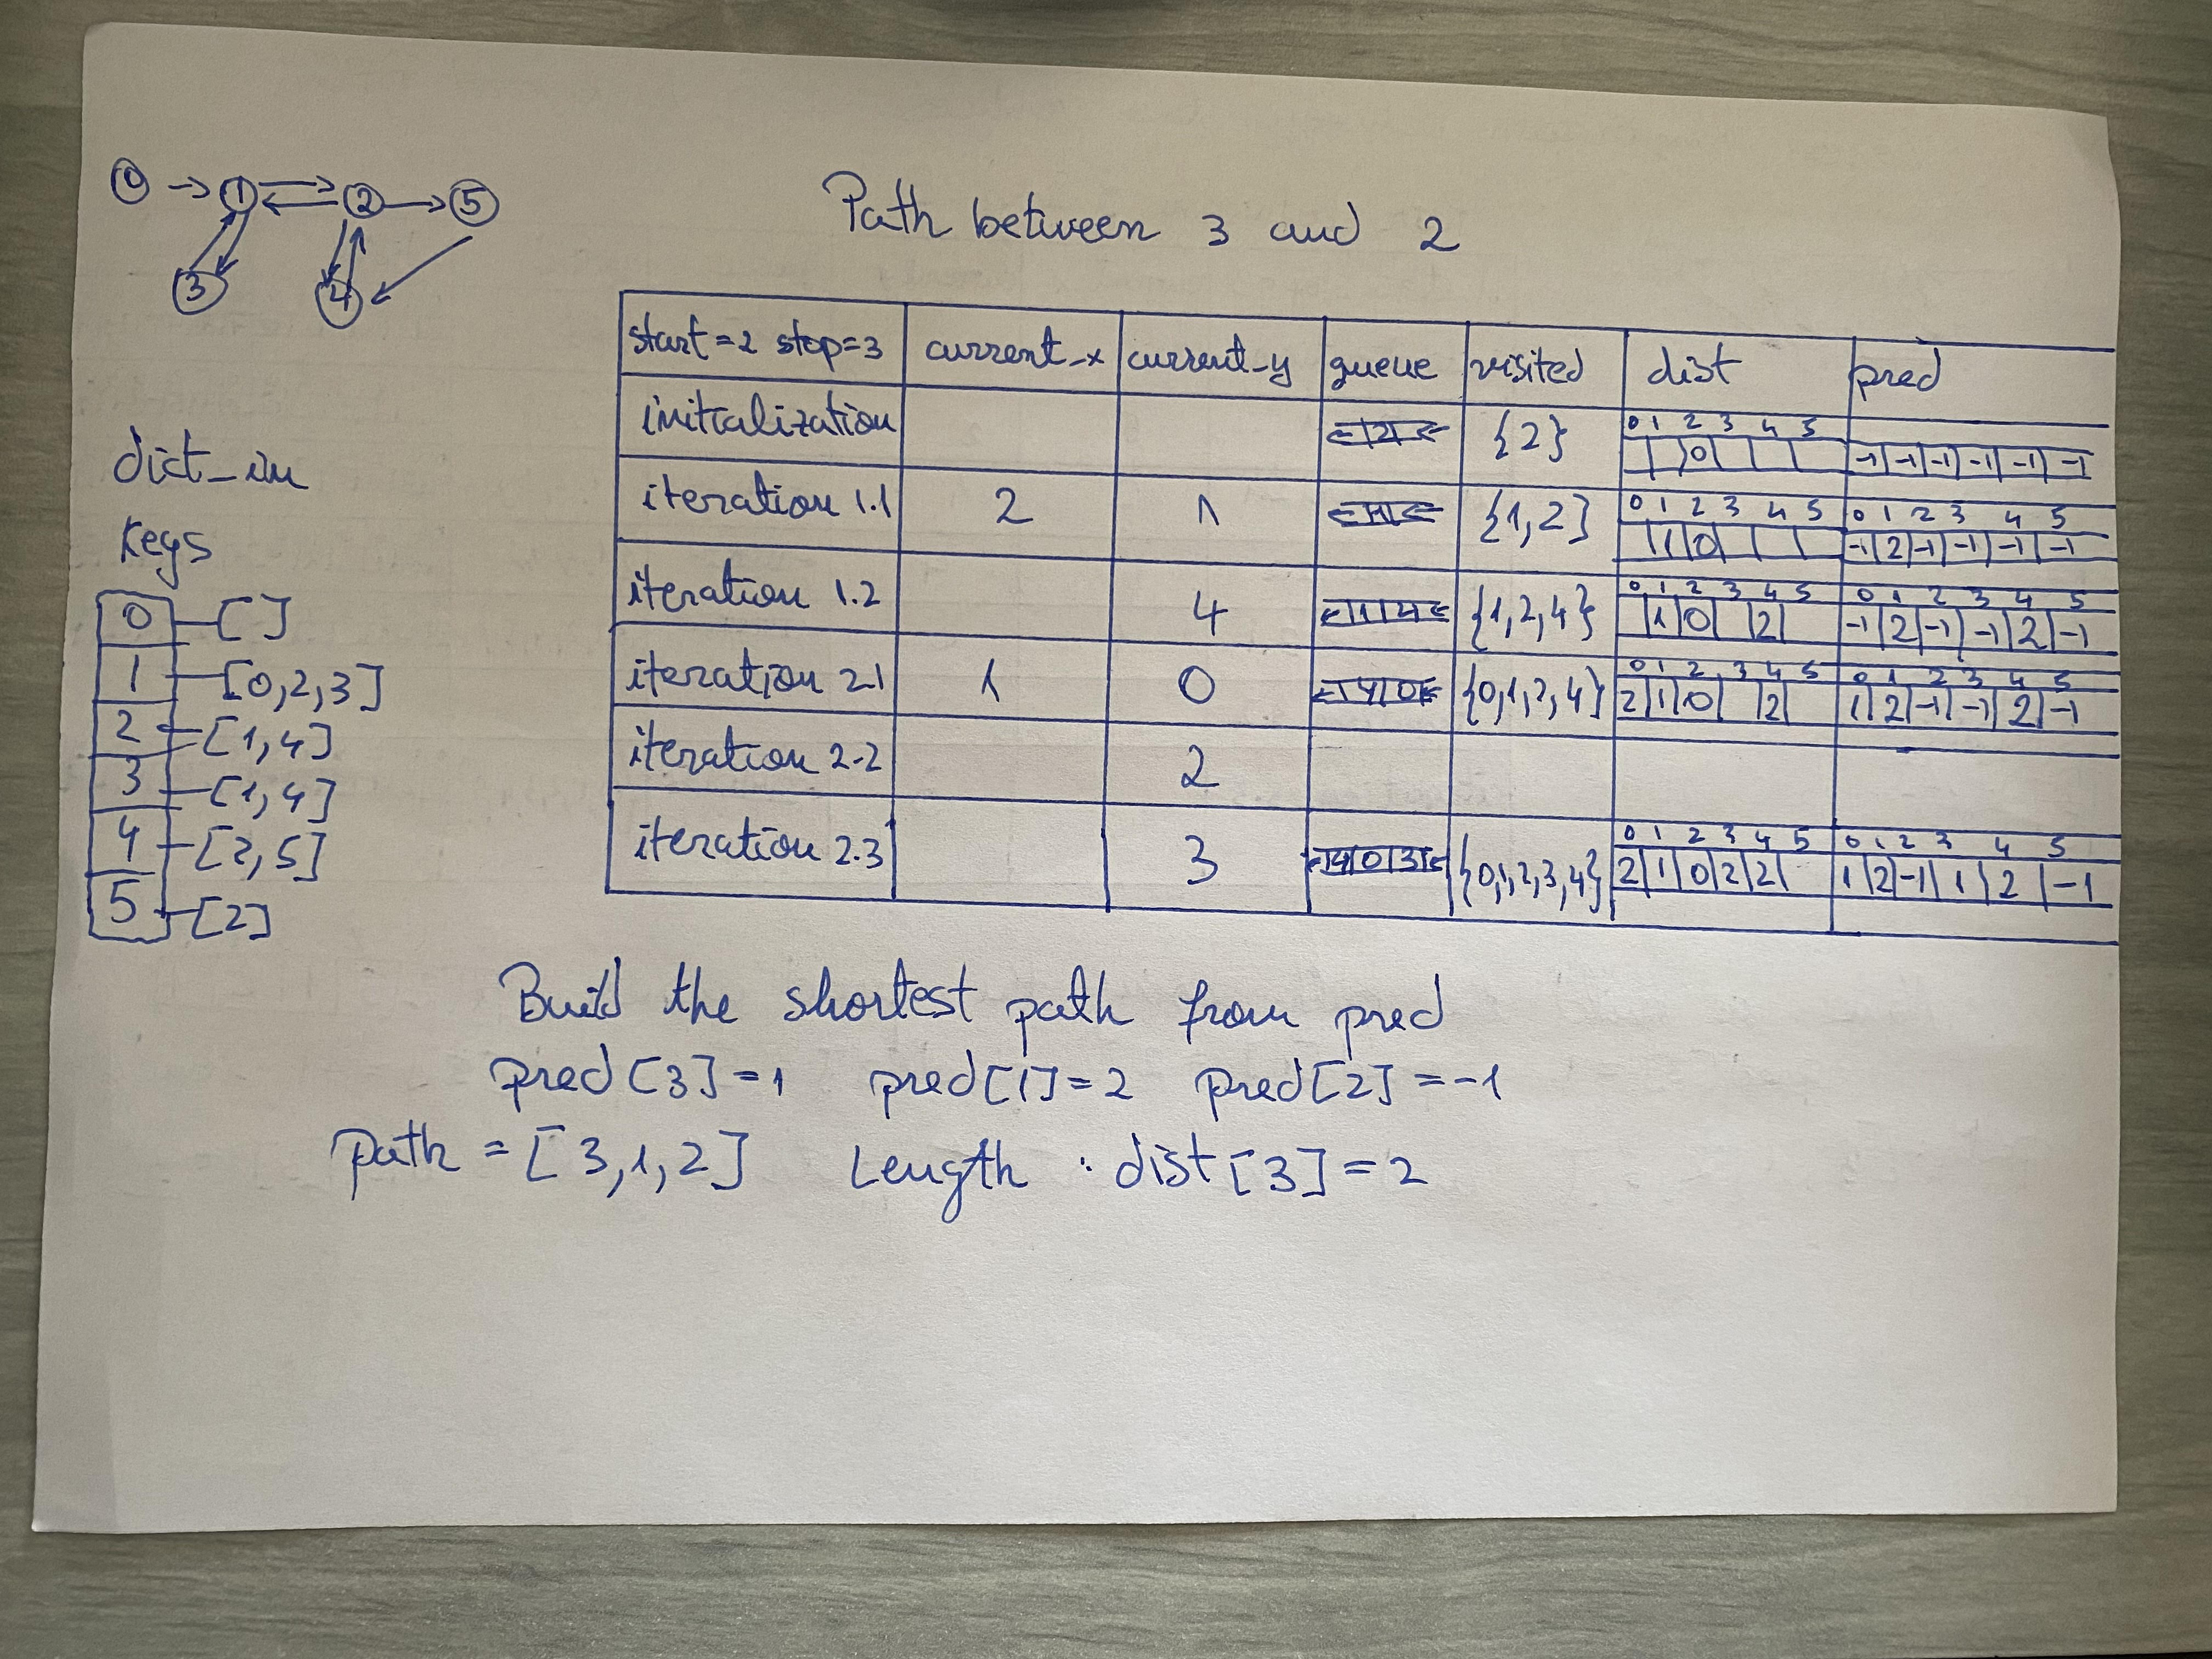 0 1 2 5
3 4
Path between 3 and 2
dict_in
keys
0 []
1 [0,2,3]
2 [1,4]
3 [1,4]
4 [2,5]
5 [2]
start=2 stop=3 current_x current_y queue visited dist pred
initialization 2 {2} 0 1 2 3 4 5 0 -1 -1 -1 -1 -1 -1
iteration 1.1 2 1 1 {1,2} 0 1 2 3 4 5 1 0 0 1 2 3 4 5 -1 2 -1 -1 -1 -1
iteration 1.2 4 1 4 {1,2,4} 0 1 2 3 4 5 1 0 2 0 1 2 3 4 5 -1 2 -1 -1 2 -1
iteration 2.1 1 0 4 0 {0,1,2,4} 0 1 2 3 4 5 2 1 0 2 0 1 2 3 4 5 1 2 -1 -1 2 -1
iteration 2.2 2
iteration 2.3 3 4 0 3 {0,1,2,3,4} 0 1 2 3 4 5 2 1 0 2 2 0 1 2 3 4 5 1 2 -1 1 2 -1
Build the shortest path from pred
pred[3]=1 pred[1]=2 pred[2]=-1
path = [3,1,2] Length : dist[3]=2